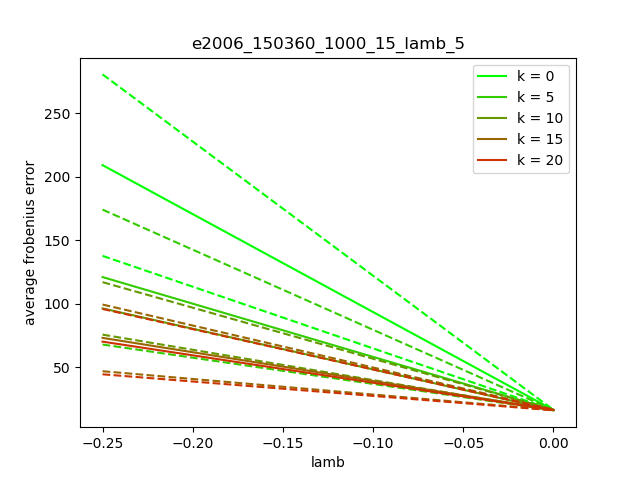 e2006_150360_1000_15_lamb_5
k = 0
k = 5
k = 10
k = 15
k = 20
average frobenius error
250
200
150
100
50
−0.25 −0.20 −0.15 −0.10 −0.05 0.00
lamb